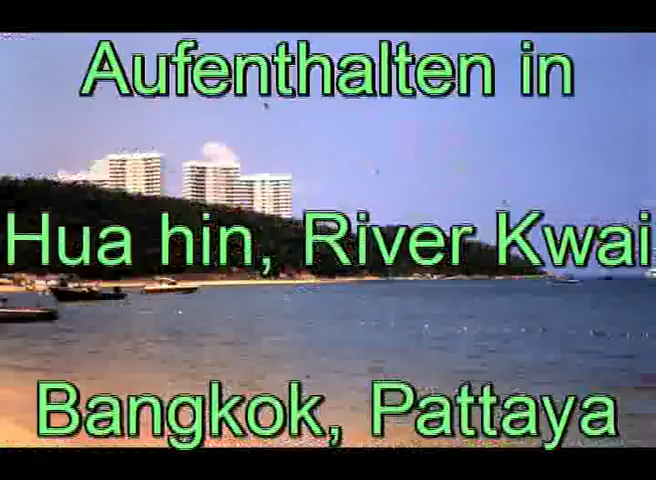 Aufenthalten in
Hua hin, River Kwai
Bangkok, Pattaya